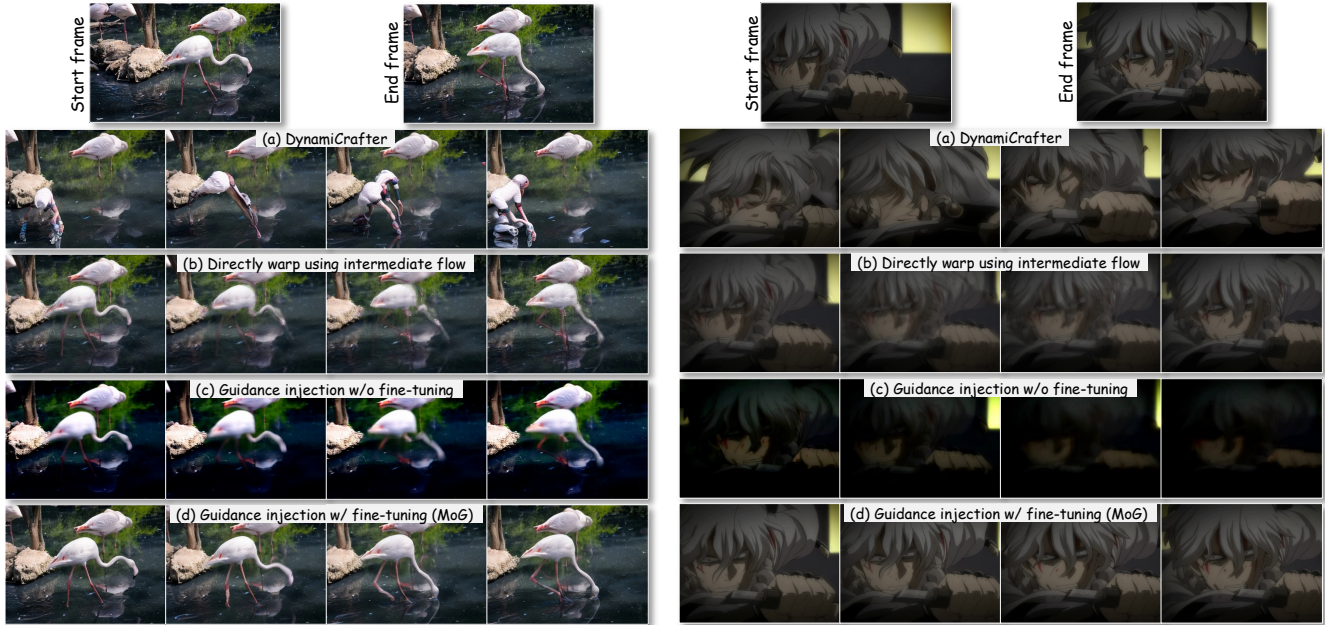 Start frame
End frame
(a) DynamiCrafter
(b) Directly warp using intermediate flow
(c) Guidance injection w/o fine-tuning
(d) Guidance injection w/ fine-tuning (MoG)
Start frame
End frame
(a) DynamiCrafter
(b) Directly warp using intermediate flow
(c) Guidance injection w/o fine-tuning
(d) Guidance injection w/ fine-tuning (MoG)